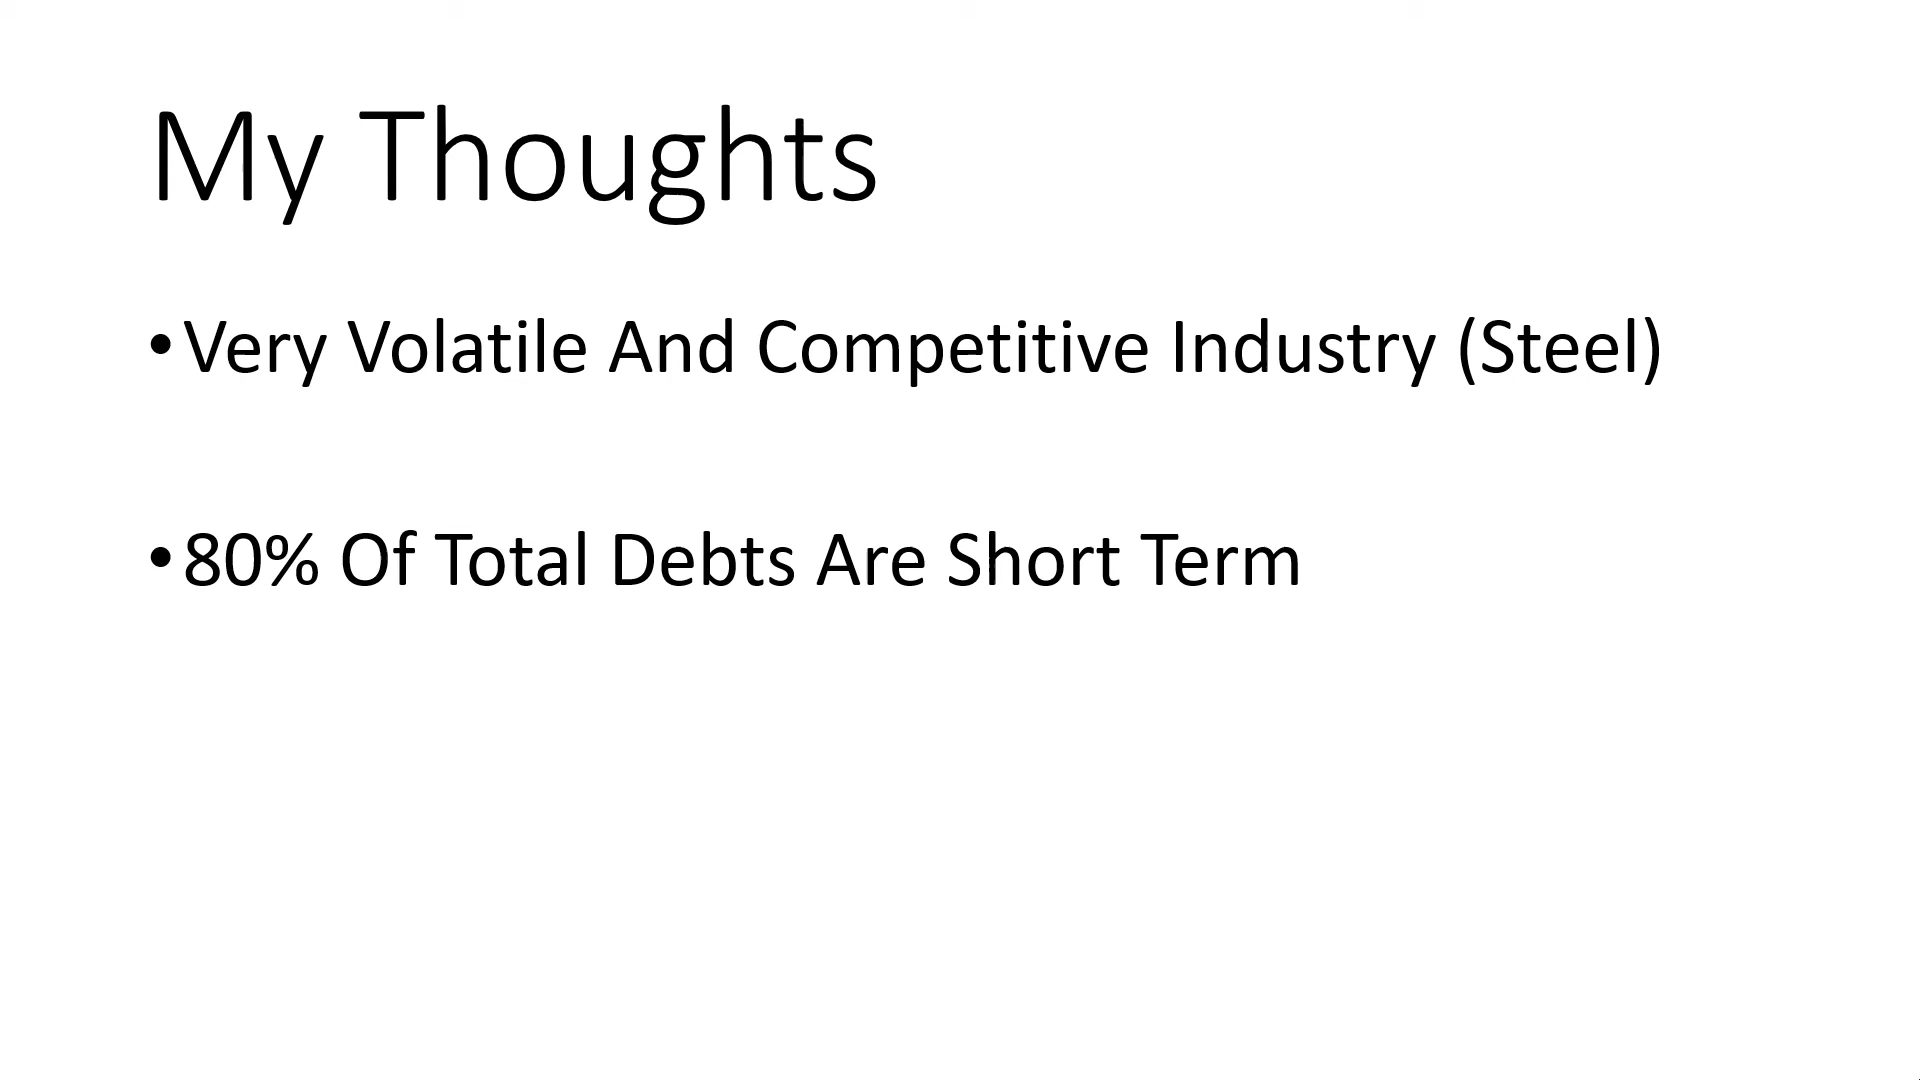 My Thoughts
•Very Volatile And Competitive Industry (Steel)
•80% Of Total Debts Are Short Term